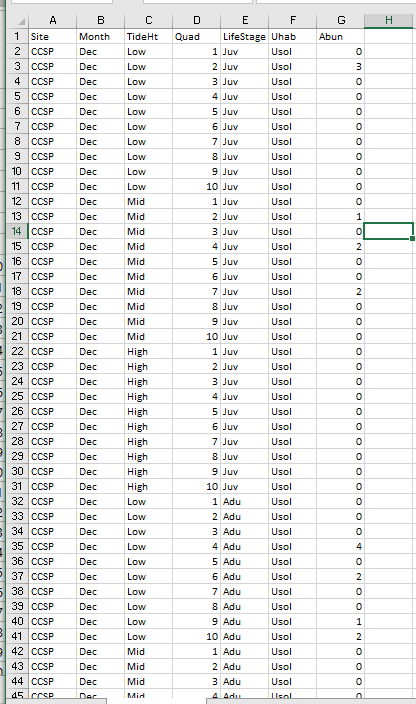 A B C D E F G H
1 Site Month TideHt Quad LifeStage Uhab Abun
2 CCSP Dec Low 1 Juv Usol 0
3 CCSP Dec Low 2 Juv Usol 3
4 CCSP Dec Low 3 Juv Usol 0
5 CCSP Dec Low 4 Juv Usol 0
6 CCSP Dec Low 5 Juv Usol 0
7 CCSP Dec Low 6 Juv Usol 0
8 CCSP Dec Low 7 Juv Usol 0
9 CCSP Dec Low 8 Juv Usol 0
10 CCSP Dec Low 9 Juv Usol 0
11 CCSP Dec Low 10 Juv Usol 0
12 CCSP Dec Mid 1 Juv Usol 0
13 CCSP Dec Mid 2 Juv Usol 1
14 CCSP Dec Mid 3 Juv Usol 0
15 CCSP Dec Mid 4 Juv Usol 2
16 CCSP Dec Mid 5 Juv Usol 0
17 CCSP Dec Mid 6 Juv Usol 0
18 CCSP Dec Mid 7 Juv Usol 2
19 CCSP Dec Mid 8 Juv Usol 0
20 CCSP Dec Mid 9 Juv Usol 0
21 CCSP Dec Mid 10 Juv Usol 0
22 CCSP Dec High 1 Juv Usol 0
23 CCSP Dec High 2 Juv Usol 0
24 CCSP Dec High 3 Juv Usol 0
25 CCSP Dec High 4 Juv Usol 0
26 CCSP Dec High 5 Juv Usol 0
27 CCSP Dec High 6 Juv Usol 0
28 CCSP Dec High 7 Juv Usol 0
29 CCSP Dec High 8 Juv Usol 0
30 CCSP Dec High 9 Juv Usol 0
31 CCSP Dec High 10 Juv Usol 0
32 CCSP Dec Low 1 Adu Usol 0
33 CCSP Dec Low 2 Adu Usol 0
34 CCSP Dec Low 3 Adu Usol 0
35 CCSP Dec Low 4 Adu Usol 4
36 CCSP Dec Low 5 Adu Usol 0
37 CCSP Dec Low 6 Adu Usol 2
38 CCSP Dec Low 7 Adu Usol 0
39 CCSP Dec Low 8 Adu Usol 0
40 CCSP Dec Low 9 Adu Usol 1
41 CCSP Dec Low 10 Adu Usol 2
42 CCSP Dec Mid 1 Adu Usol 0
43 CCSP Dec Mid 2 Adu Usol 0
44 CCSP Dec Mid 3 Adu Usol 0
45 CCSP Dec Mid 4 Adu Usol 0